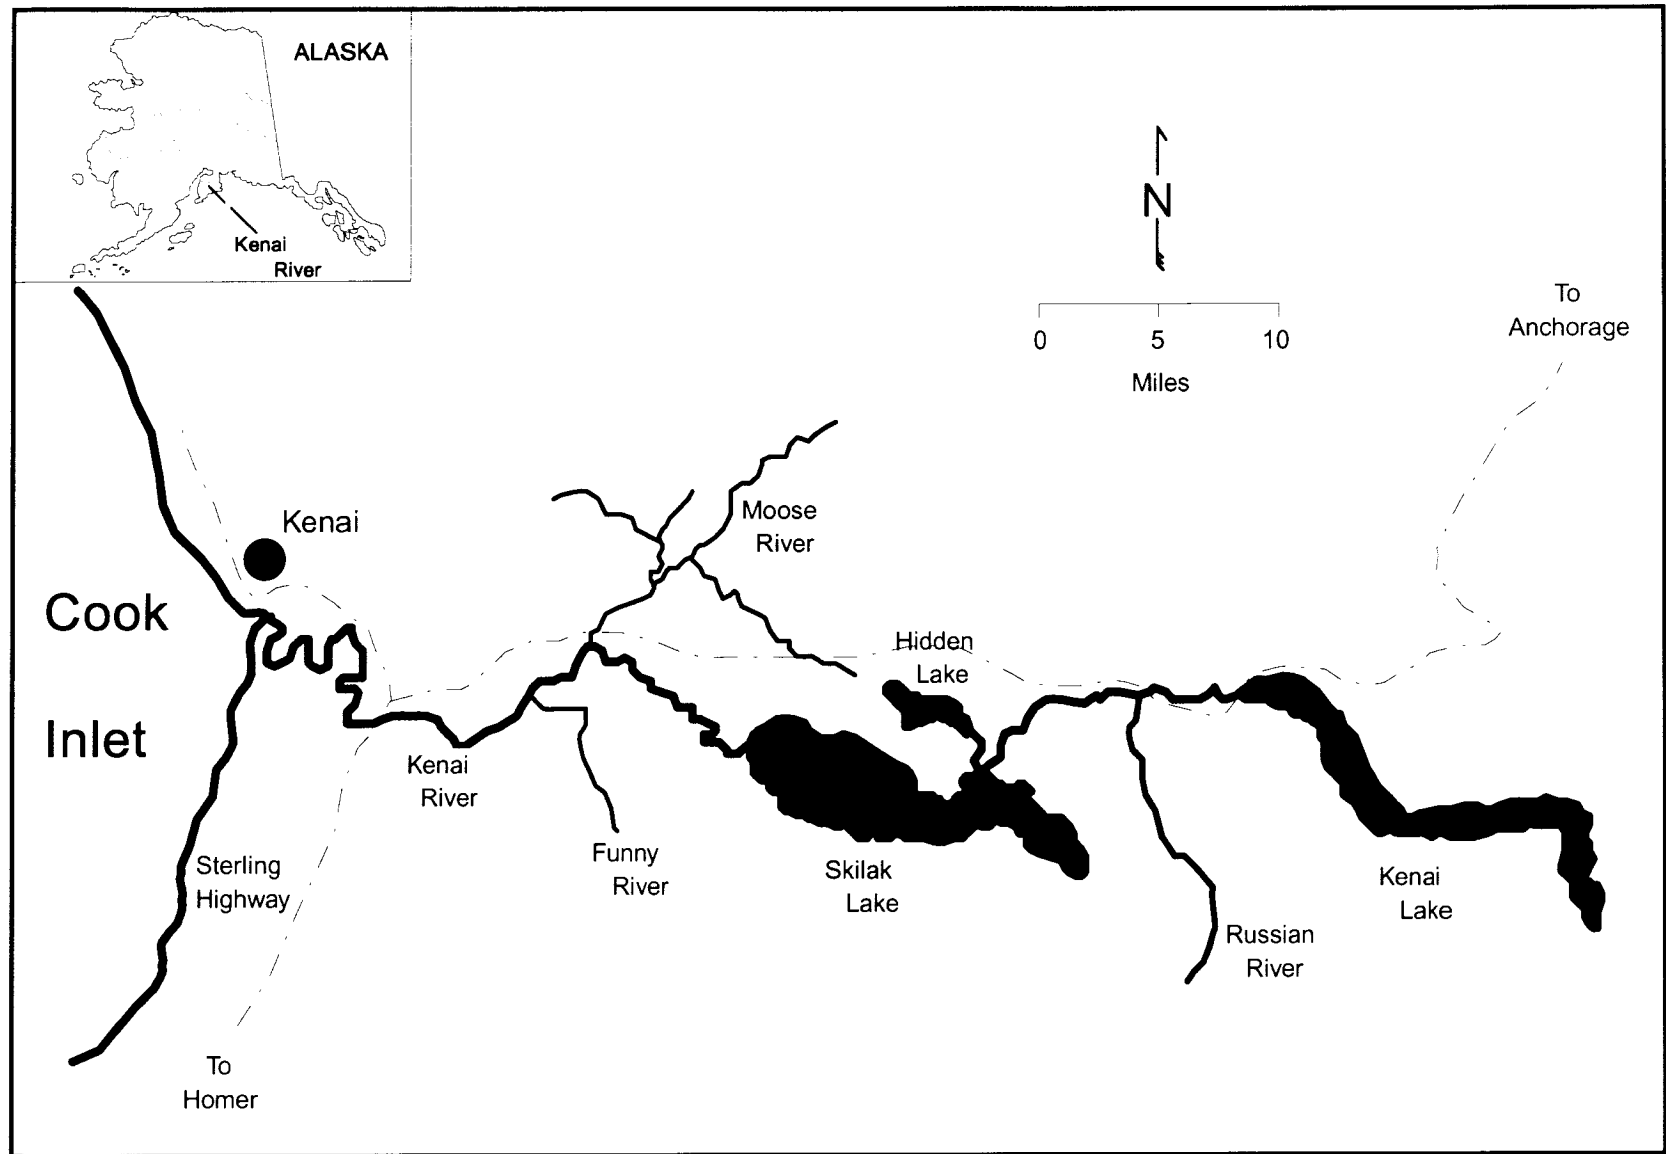 ALASKA
Kenai
River
N
0 5 10
Miles
To
Anchorage
Kenai
Moose
River
Cook
Inlet
Hidden
Lake
Kenai
River
Funny
River
Skilak
Lake
Sterling
Highway
Kenai
Lake
Russian
River
To
Homer